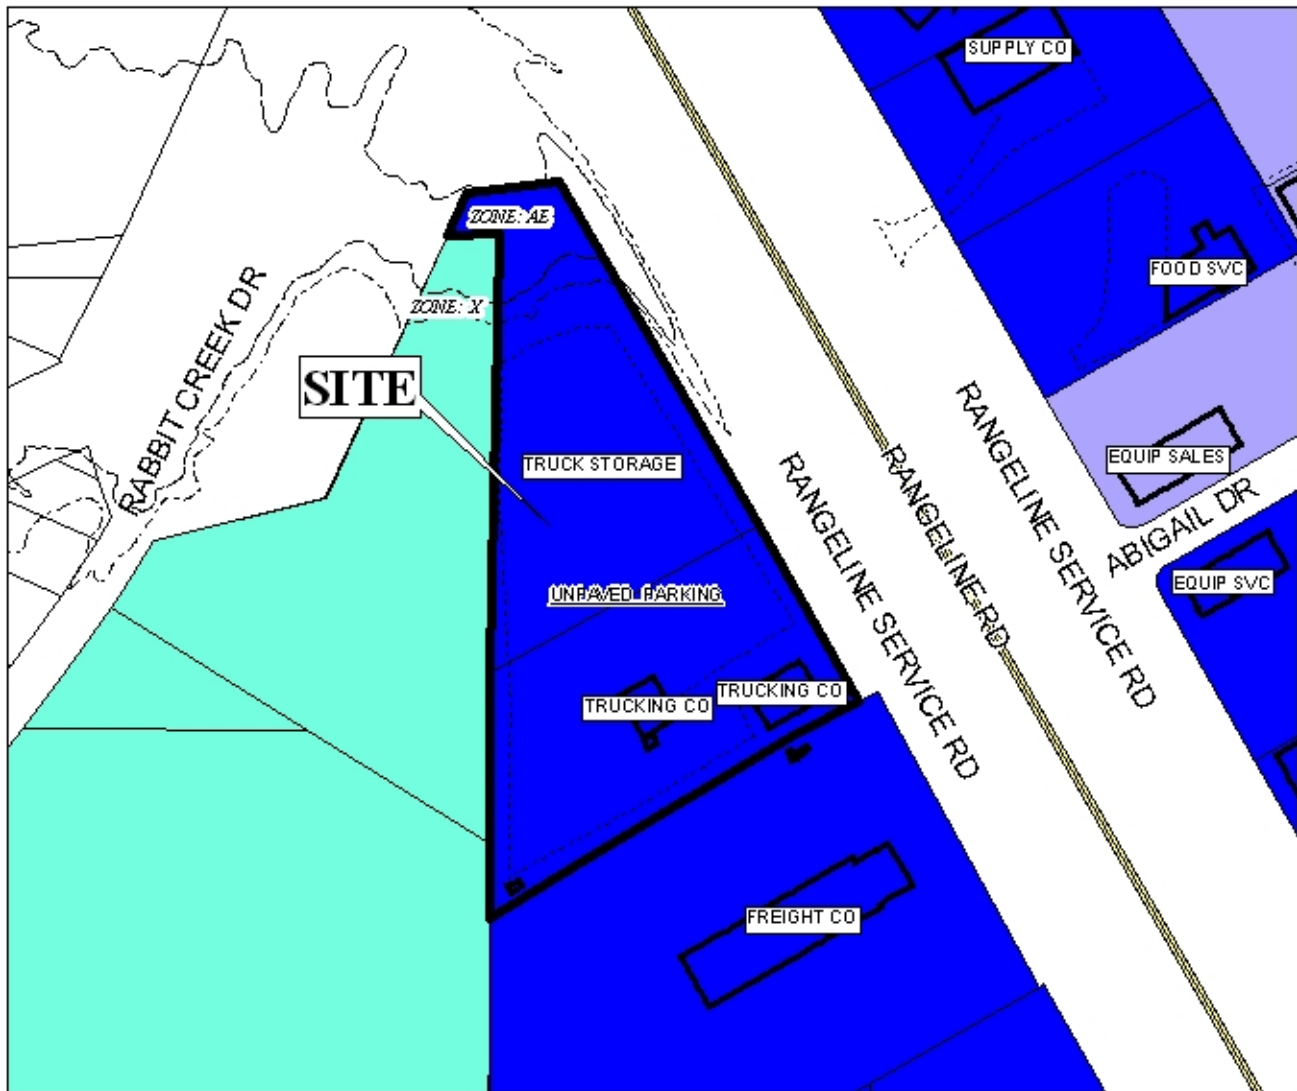 SUPPLY CO
ZONE: AE
FOOD SVC
ZONE: X
RABBIT CREEK DR
SITE
RANGELINE SERVICE RD
EQUIP SALES
TRUCK STORAGE
RANGELINE RD
RANGELINE SERVICE RD
ABIGAIL DR
EQUIP SVC
UNPAVED PARKING
TRUCKING CO
TRUCKING CO
FREIGHT CO